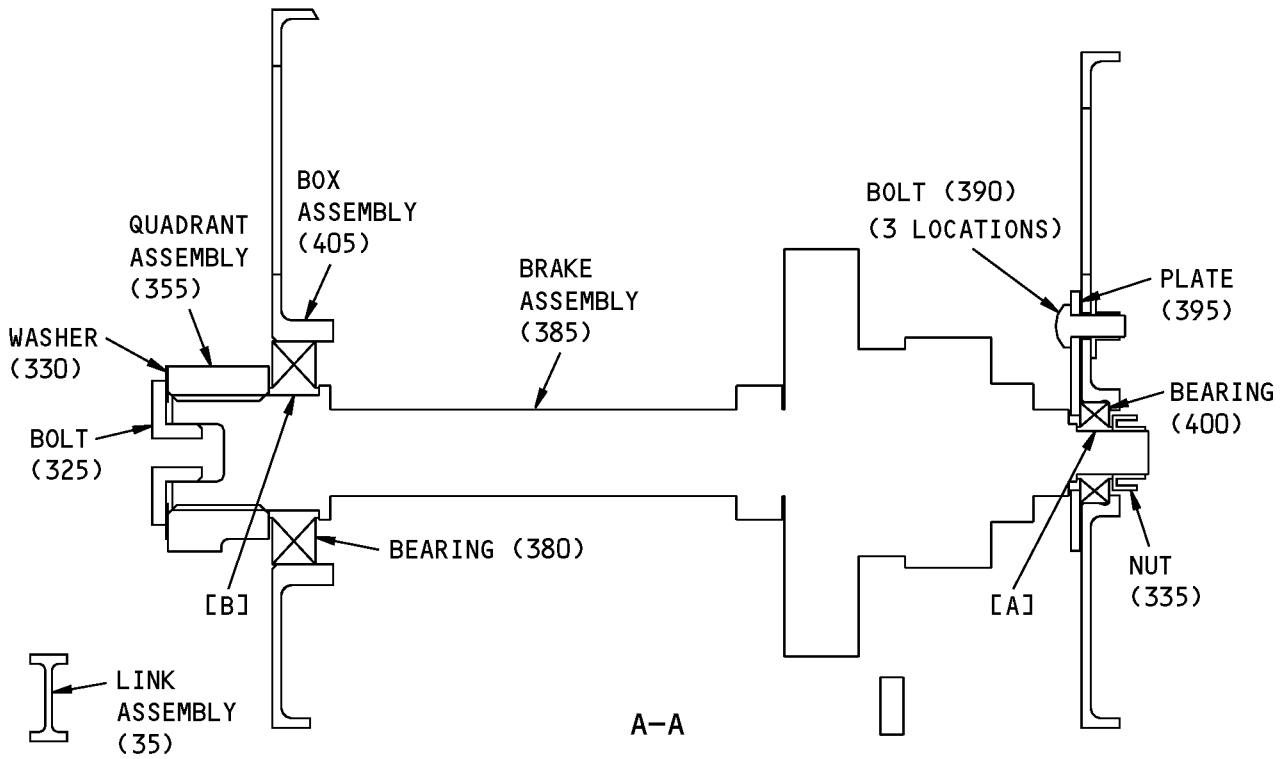 BOX
ASSEMBLY
(405)
QUADRANT
ASSEMBLY
(355)
WASHER
(330)
BOLT
(325)
BRAKE
ASSEMBLY
(385)
BOLT (390)
(3 LOCATIONS)
PLATE
(395)
BEARING
(400)
BEARING (380)
NUT
(335)
[B]
[A]
LINK
ASSEMBLY
(35)
A-A